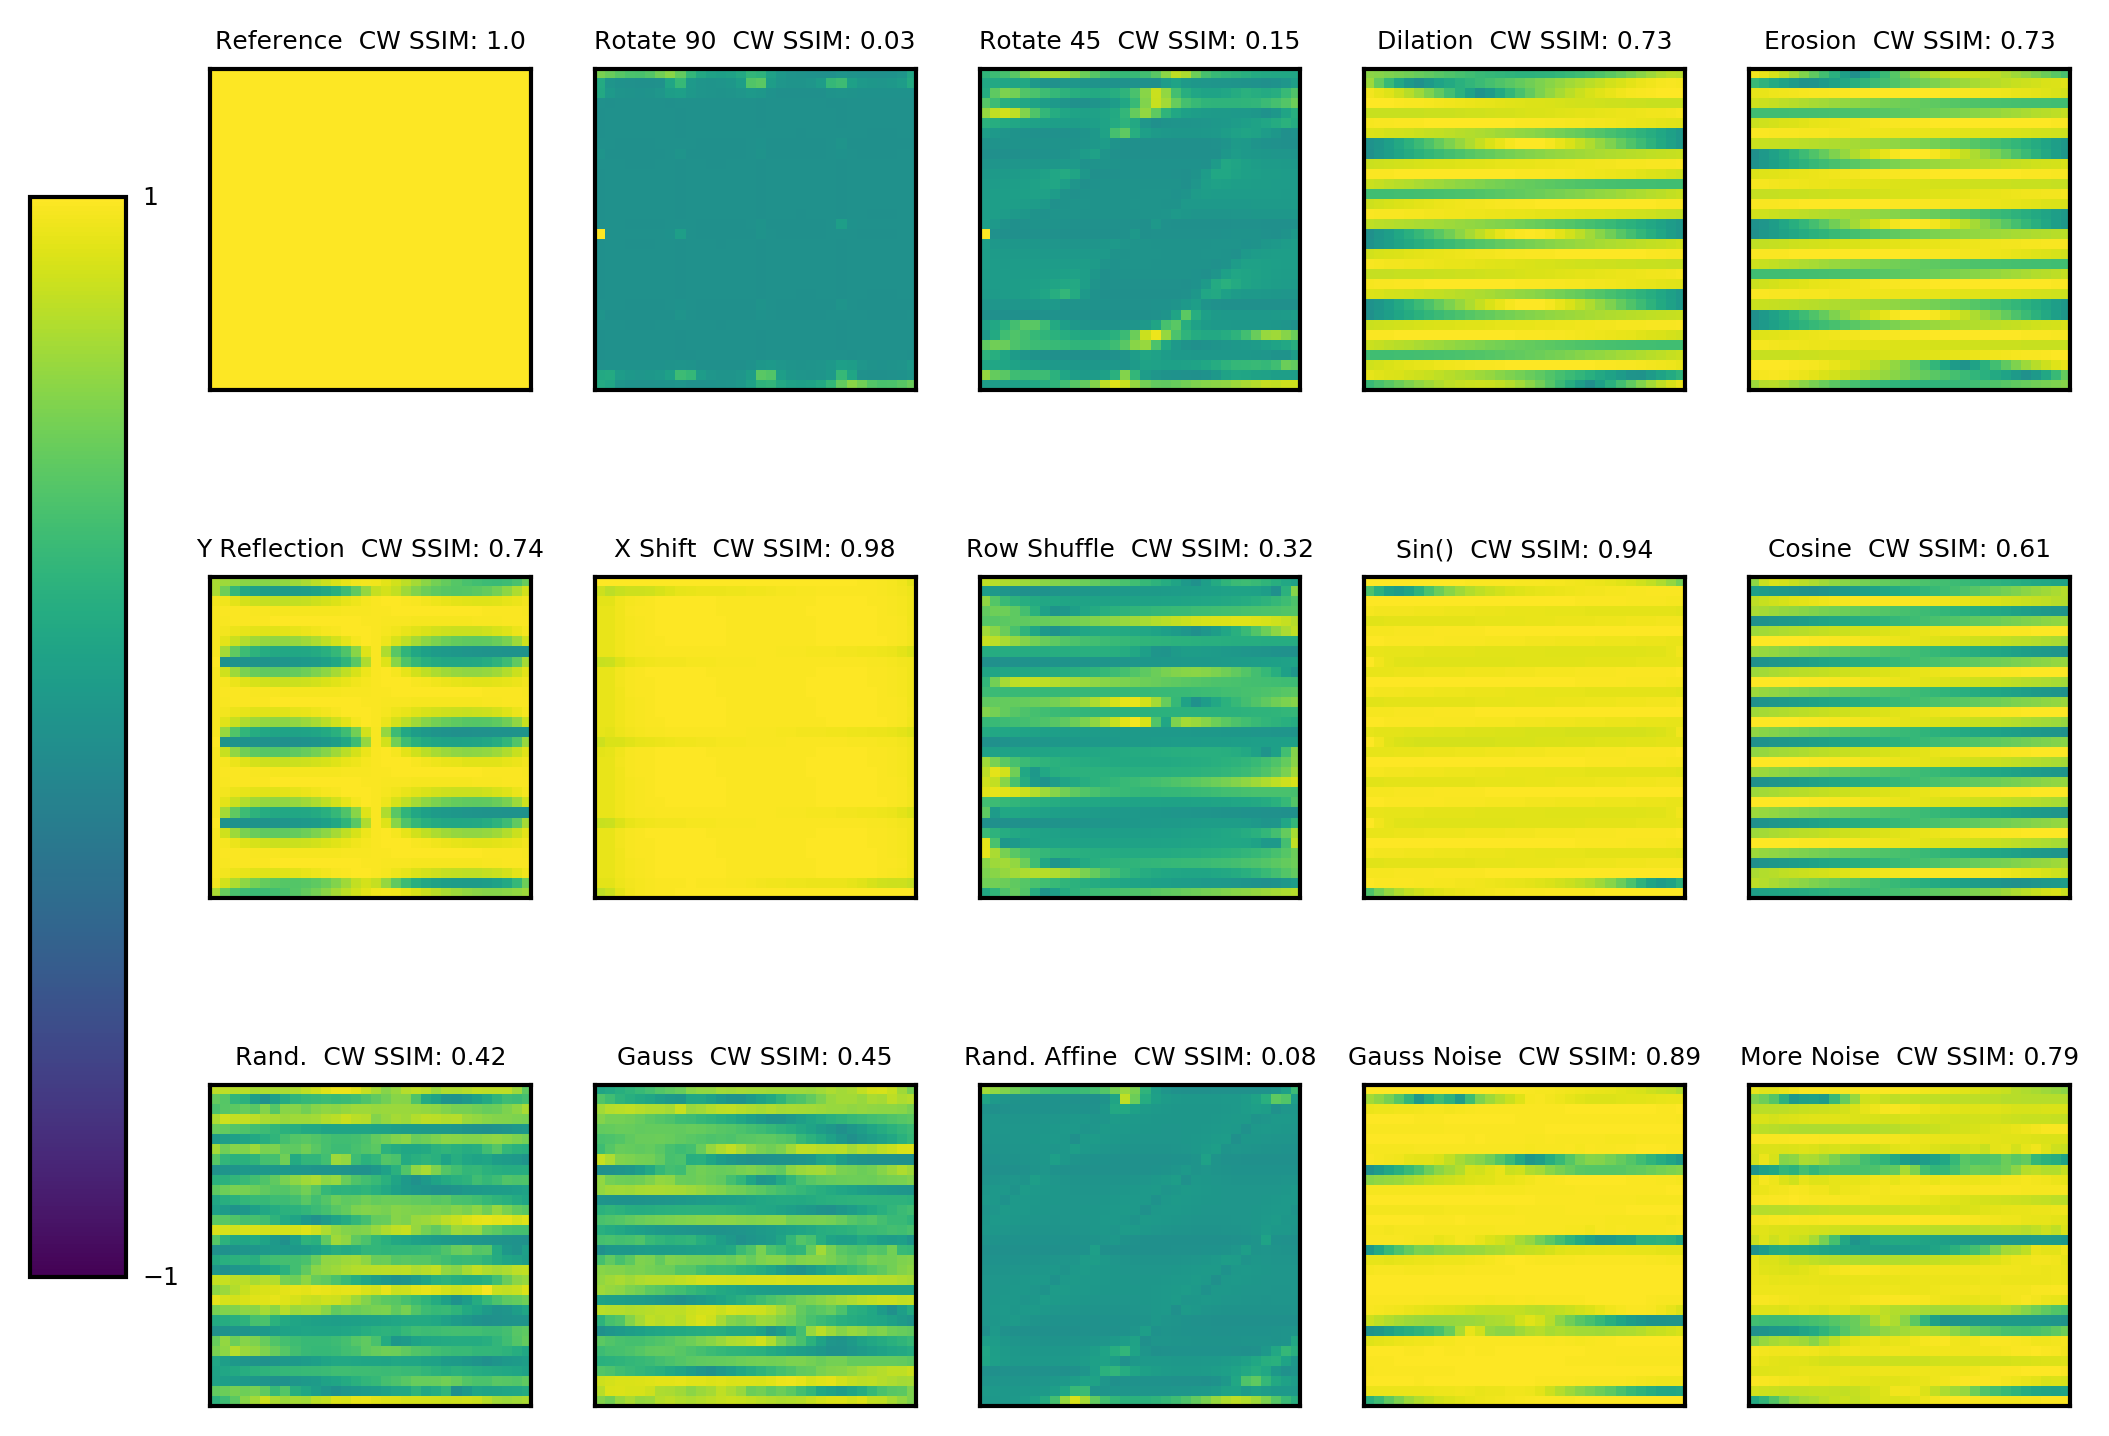 Reference  CW SSIM: 1.0
Rotate 90  CW SSIM: 0.03
Rotate 45  CW SSIM: 0.15
Dilation  CW SSIM: 0.73
Erosion  CW SSIM: 0.73
1
Y Reflection  CW SSIM: 0.74
X Shift  CW SSIM: 0.98
Row Shuffle  CW SSIM: 0.32
Sin()  CW SSIM: 0.94
Cosine  CW SSIM: 0.61
Rand.  CW SSIM: 0.42
Gauss  CW SSIM: 0.45
Rand. Affine  CW SSIM: 0.08
Gauss Noise  CW SSIM: 0.89
More Noise  CW SSIM: 0.79
−1